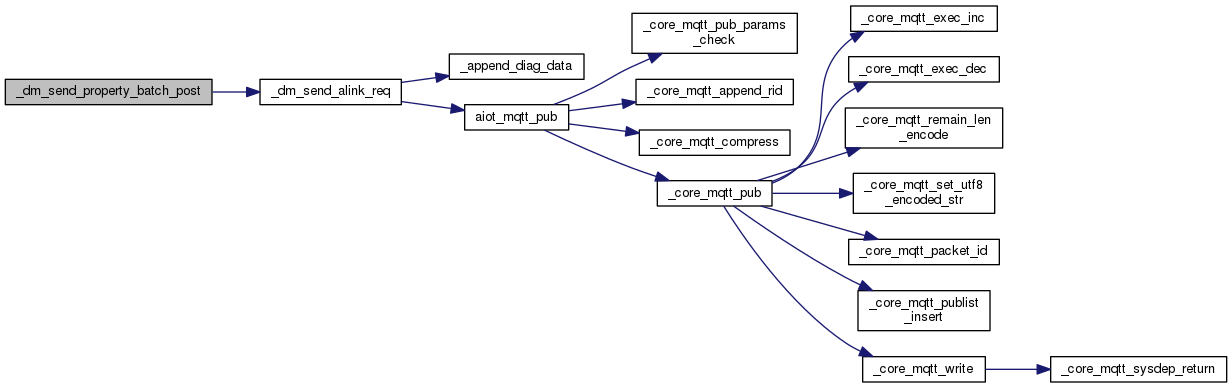 _dm_send_property_batch_post
_dm_send_alink_req
_append_diag_data
aiot_mqtt_pub
_core_mqtt_pub_params
_check
_core_mqtt_append_rid
_core_mqtt_compress
_core_mqtt_pub
_core_mqtt_exec_inc
_core_mqtt_exec_dec
_core_mqtt_remain_len
_encode
_core_mqtt_set_utf8
_encoded_str
_core_mqtt_packet_id
_core_mqtt_publist
_insert
_core_mqtt_write
_core_mqtt_sysdep_return